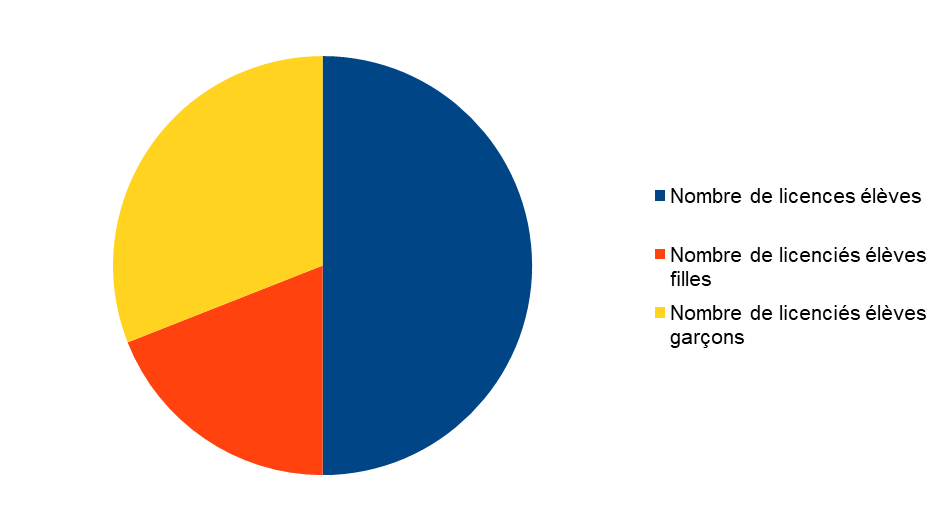 Nombre de licences élèves
Nombre de licenciés élèves
filles
Nombre de licenciés élèves
garçons